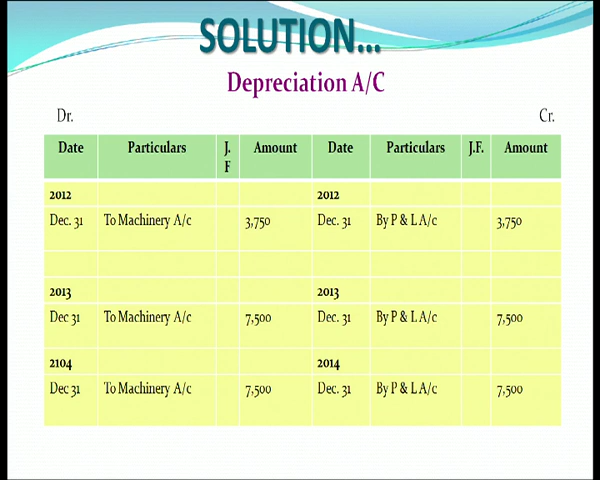 SOLUTION...
Depreciation A/C
Dr. Cr.
Date Particulars J. F Amount Date Particulars J.F. Amount
2012 2012
Dec. 31 To Machinery A/c 3,750 Dec. 31 By P & L A/c 3,750
2013 2013
Dec 31 To Machinery A/c 7,500 Dec. 31 By P & L A/c 7,500
2104 2014
Dec 31 To Machinery A/c 7,500 Dec. 31 By P & L A/c 7,500